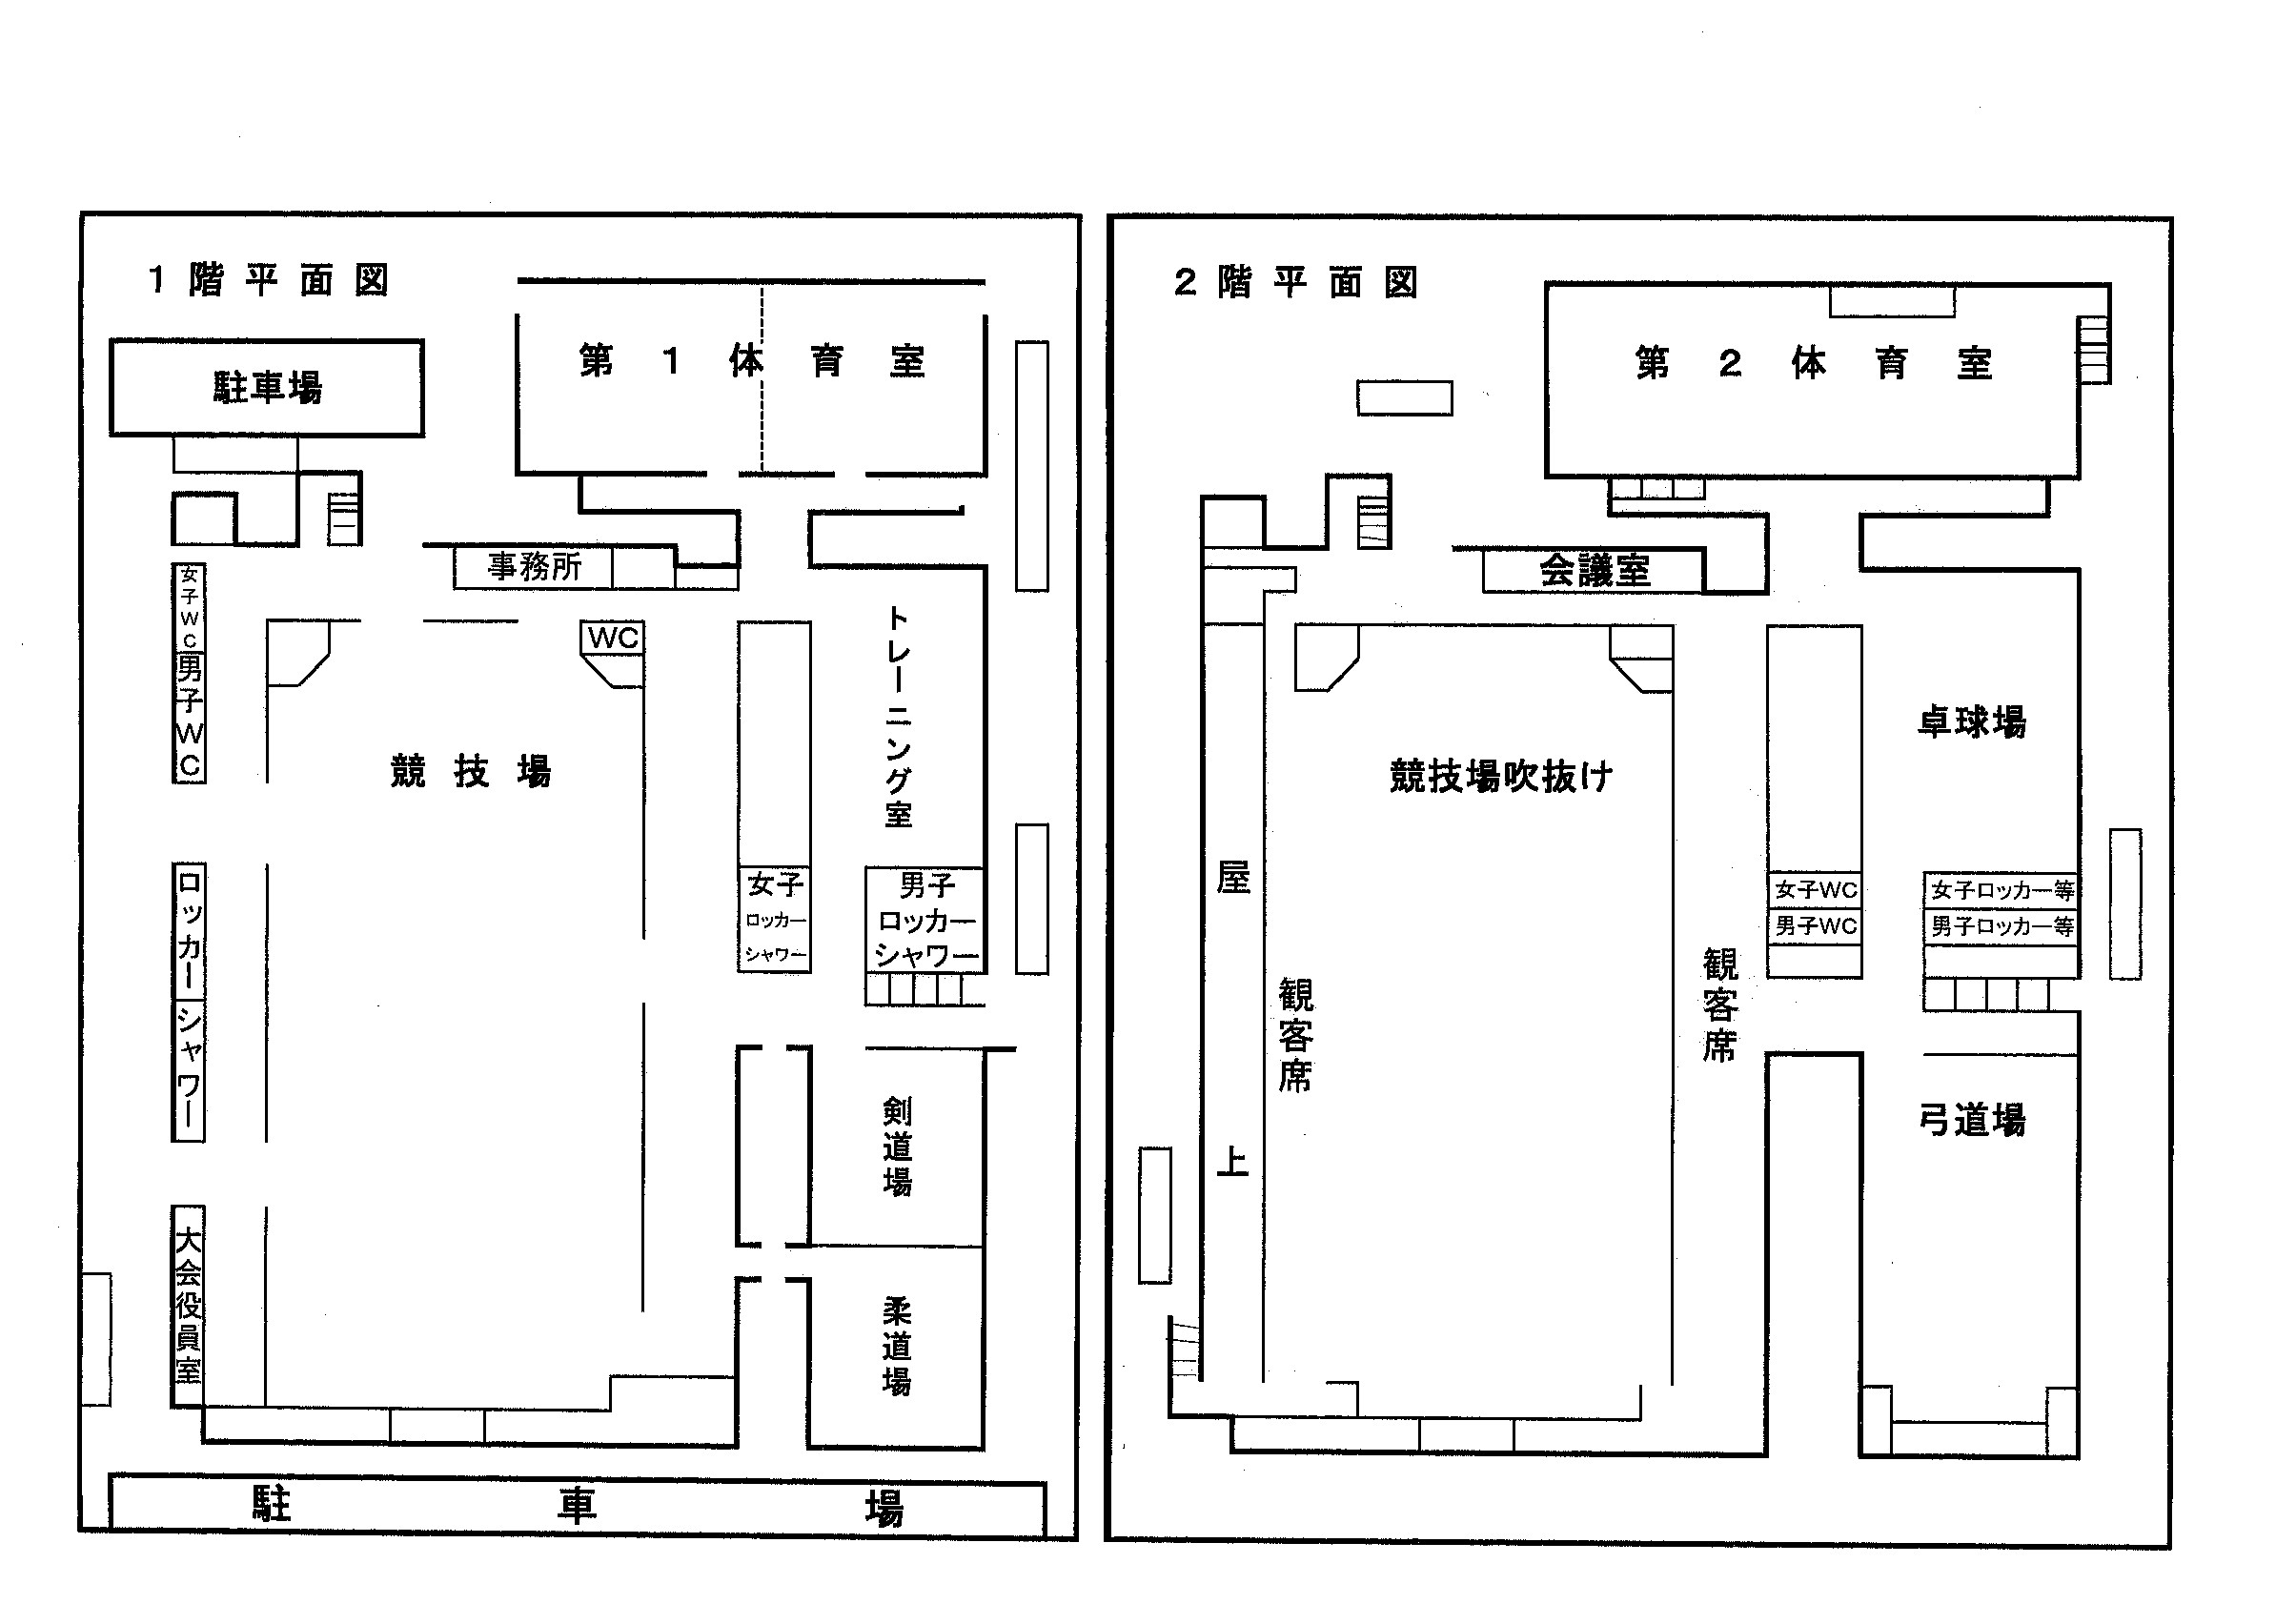 1階平面図
駐車場
第1体育室
事務所
女子WC
男子WC
WC
トレーニング室
競技場
ロッカー
シャワー
女子
ロッカー
シャワー
男子
ロッカー
シャワー
剣道場
大会役員室
柔道場
駐車場
2階平面図
第2体育室
会議室
卓球場
競技場吹抜け
屋上
女子WC
男子WC
女子ロッカー等
男子ロッカー等
観客席
観客席
弓道場